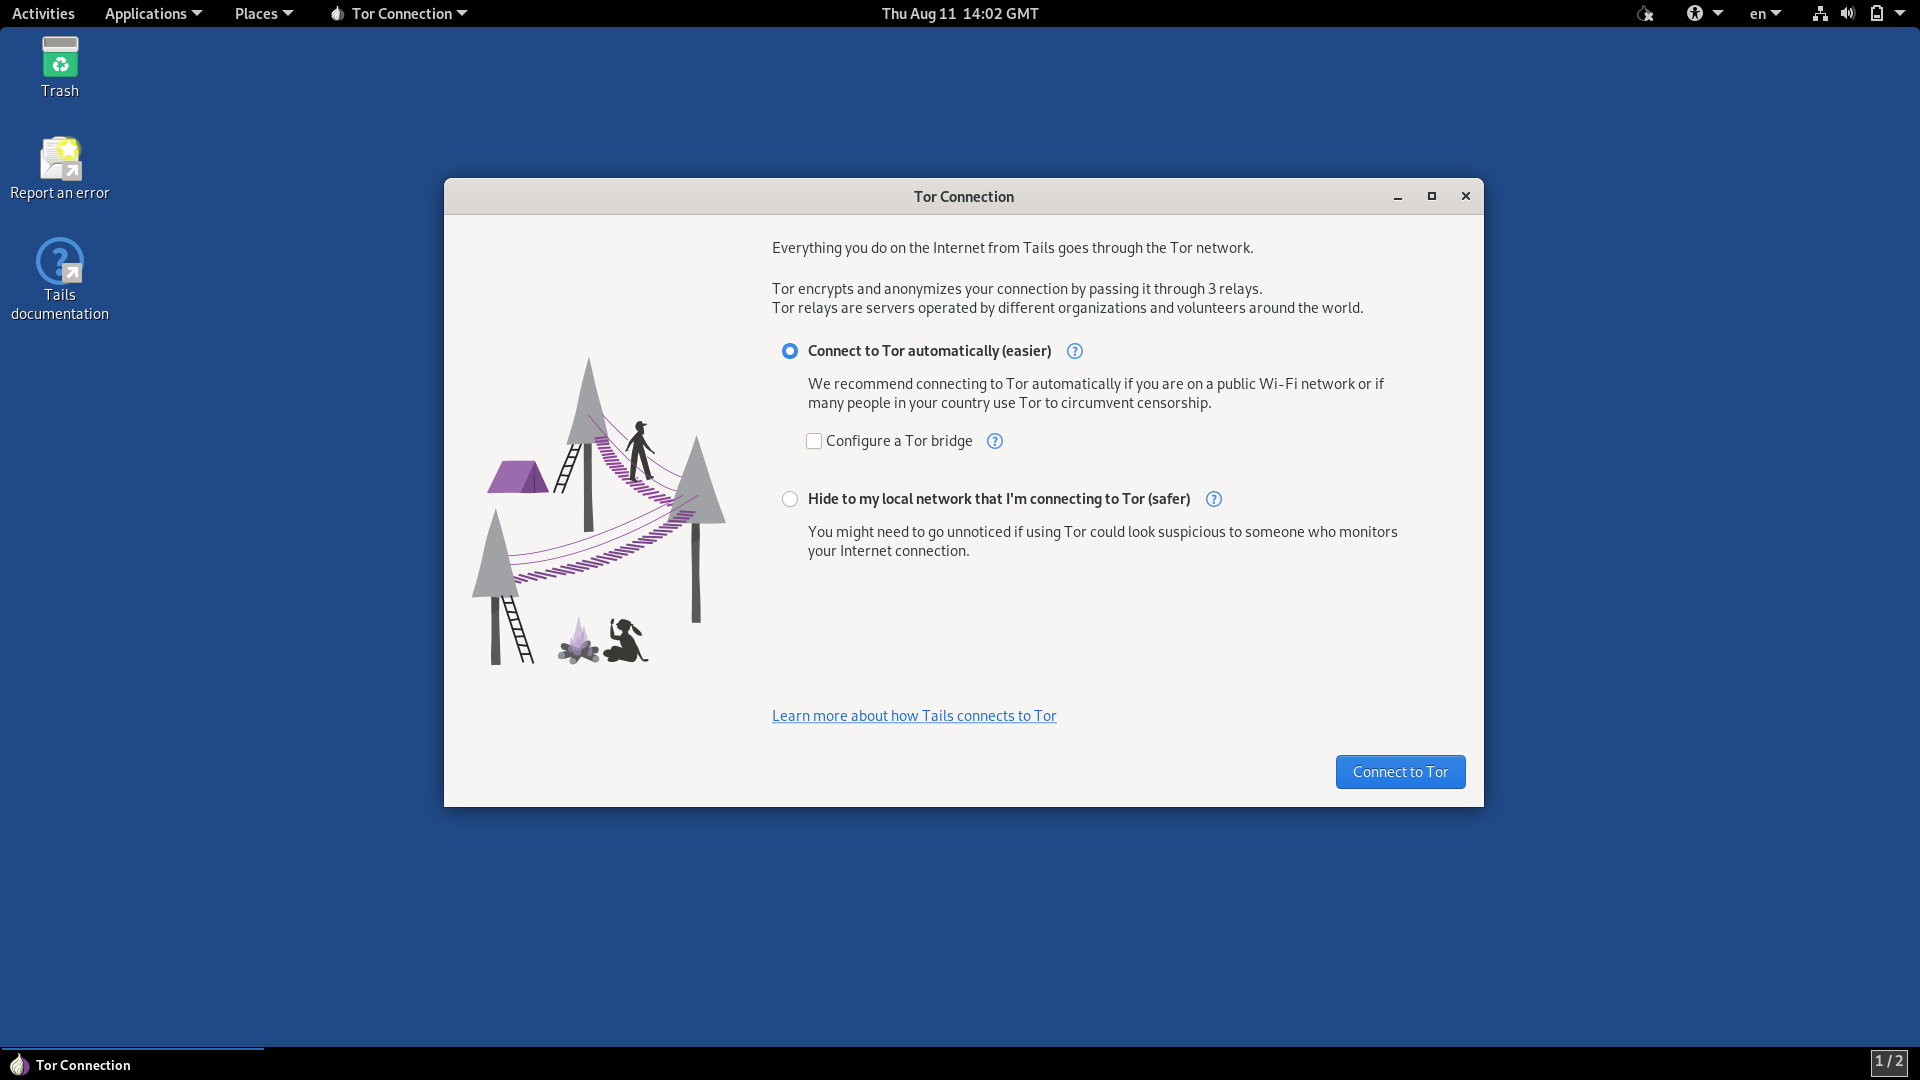 Activities Applications Places Tor Connection Thu Aug 11 14:02 GMT en
Trash
Report an error
Tails
documentation
Tor Connection
Everything you do on the Internet from Tails goes through the Tor network.
Tor encrypts and anonymizes your connection by passing it through 3 relays.
Tor relays are servers operated by different organizations and volunteers around the world.
Connect to Tor automatically (easier) ?
We recommend connecting to Tor automatically if you are on a public Wi-Fi network or if
many people in your country use Tor to circumvent censorship.
Configure a Tor bridge ?
Hide to my local network that I'm connecting to Tor (safer) ?
You might need to go unnoticed if using Tor could look suspicious to someone who monitors
your Internet connection.
Learn more about how Tails connects to Tor
Connect to Tor
Tor Connection 1 / 2